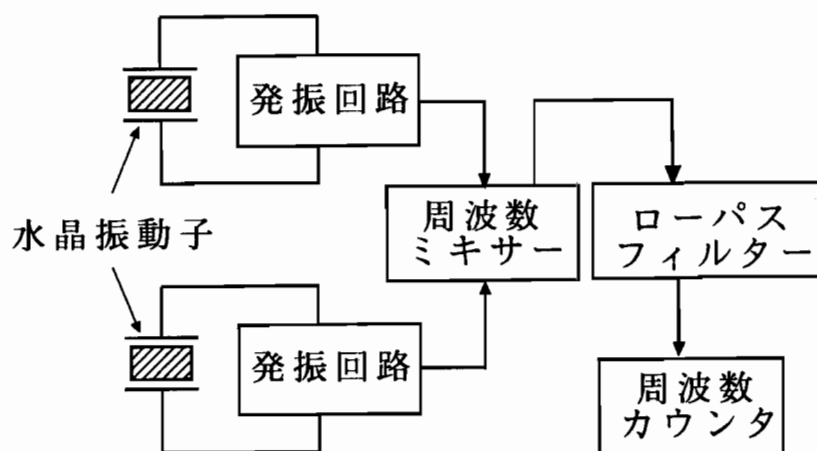 発振回路
水晶振動子
周波数
ミキサー
ローパス
フィルター
発振回路
周波数
カウンタ